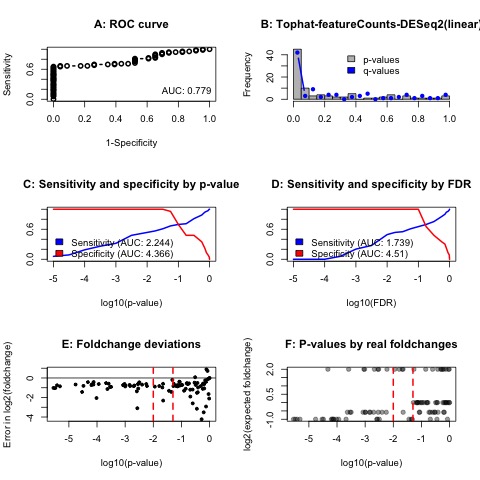 A: ROC curve
Sensitivity
0.0
0.6
AUC: 0.779
0.0 0.2 0.4 0.6 0.8 1.0
1-Specificity
B: Tophat-featureCounts-DESeq2(linear)
Frequency
0
20
40
p-values
q-values
0.0 0.2 0.4 0.6 0.8 1.0
C: Sensitivity and specificity by p-value
0.0
0.6
Sensitivity (AUC: 2.244)
Specificity (AUC: 4.366)
-5 -4 -3 -2 -1 0
log10(p-value)
D: Sensitivity and specificity by FDR
0.0
0.6
Sensitivity (AUC: 1.739)
Specificity (AUC: 4.51)
-5 -4 -3 -2 -1 0
log10(FDR)
E: Foldchange deviations
Error in log2(foldchange)
-4
-2
0
-5 -4 -3 -2 -1 0
log10(p-value)
F: P-values by real foldchanges
log2(expected foldchange)
-1.0
0.5
2.0
-5 -4 -3 -2 -1 0
log10(p-value)